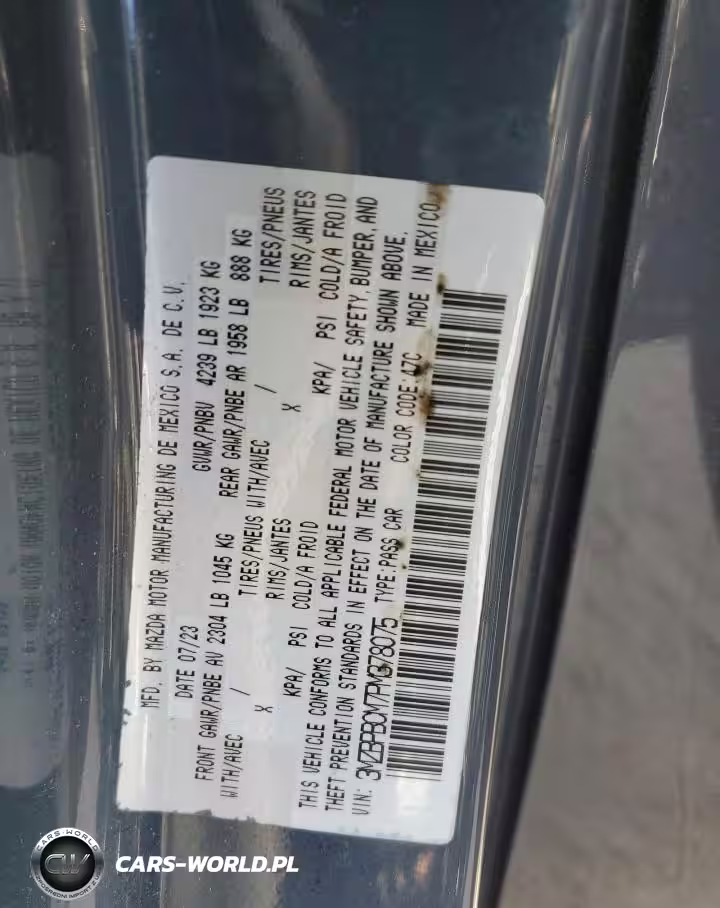 MFD. BY MAZDA MOTOR MANUFACTURING DE MEXICO S.A. DE C.V.
DATE 07/23 GVWR/PNBV 4239 LB 1923 KG
FRONT GAWR/PNBE AV 2304 LB 1045 KG REAR GAWR/PNBE AR 1958 LB 888 KG
WITH/AVEC / TIRES/PNEUS WITH/AVEC / TIRES/PNEUS
X RIMS/JANTES X RIMS/JANTES
KPA/ PSI COLD/A FROID KPA/ PSI COLD/A FROID
THIS VEHICLE CONFORMS TO ALL APPLICABLE FEDERAL MOTOR VEHICLE SAFETY, BUMPER, AND
THEFT PREVENTION STANDARDS IN EFFECT ON THE DATE OF MANUFACTURE SHOWN ABOVE.
VIN: 3MZBPBCM7PM378075 TYPE:PASS CAR COLOR CODE:47C MADE IN MEXICO
CARS-WORLD
CW
CARS-WORLD.PL